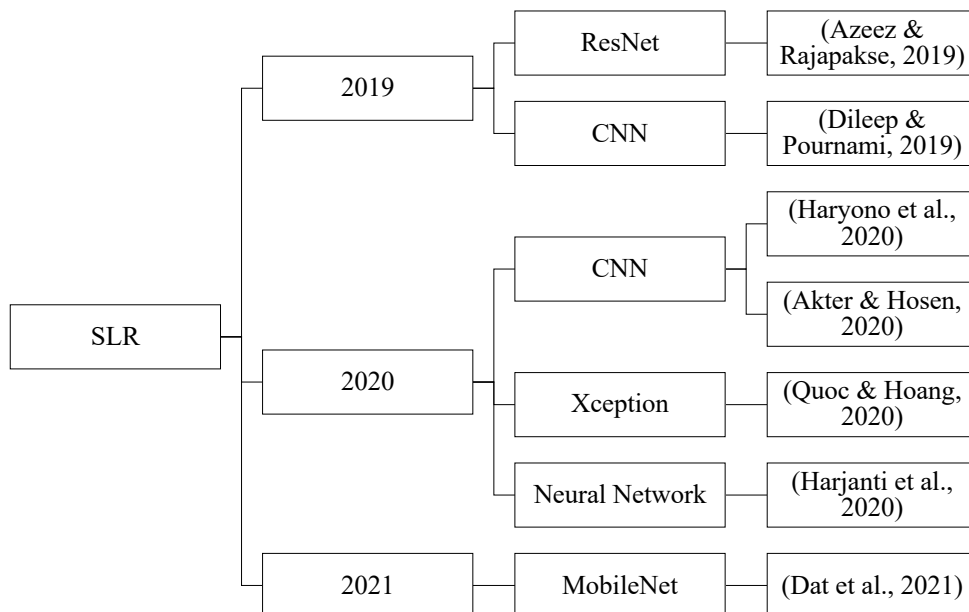 SLR
2019
ResNet
(Azeez &
Rajapakse, 2019)
CNN
(Dileep &
Pournami, 2019)
2020
CNN
(Haryono et al.,
2020)
(Akter & Hosen,
2020)
Xception
(Quoc & Hoang,
2020)
Neural Network
(Harjanti et al.,
2020)
2021
MobileNet
(Dat et al., 2021)